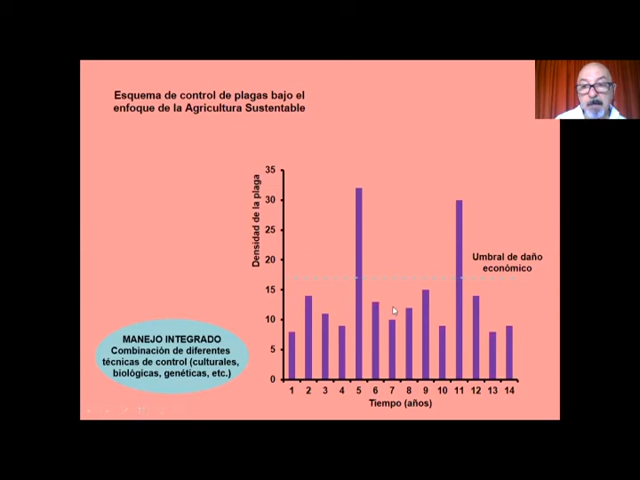 Esquema de control de plagas bajo el
enfoque de la Agricultura Sustentable
Densidad de la plaga
35
30
25
20
15
10
5
0
Umbral de daño
económico
1 2 3 4 5 6 7 8 9 10 11 12 13 14
Tiempo (años)
MANEJO INTEGRADO
Combinación de diferentes
técnicas de control (culturales,
biológicas, genéticas, etc.)